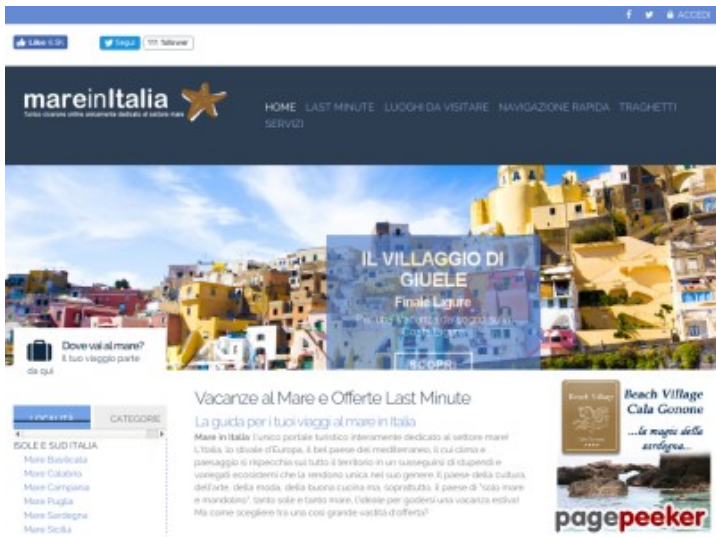 ACCEDI
Like 6.5K
Segui
follower
mareinItalia
HOME LAST MINUTE LUOGHI DA VISITARE NAVIGAZIONE RAPIDA TRAGHETTI
SERVIZI
IL VILLAGGIO DI
GIUELE
Finale Ligure
SCOPRI
Dove vai al mare?
Il tuo viaggio parte
da qui
LOCALITÀ
CATEGORIE
ISOLE E SUD ITALIA
Mare Basilicata
Mare Calabria
Mare Campania
Mare Puglia
Mare Sardegna
Mare Sicilia
Vacanze al Mare e Offerte Last Minute
La guida per i tuoi viaggi al mare in Italia
Mare in Italia: l'unico portale turistico interamente dedicato al settore mare!
L'Italia, lo stivale d'Europa, il bel paese del mediterraneo, il cui clima e
paesaggio si rispecchia sul tutto il territorio in un susseguirsi di stupendi e
variegati ecosistemi che la rendono unica nel suo genere. Il paese della cultura,
dell'arte, della moda, della buona cucina ma, soprattutto, il paese di "sole mare
e mandolino", tanto sole e tanto mare. L'ideale per godersi una vacanza estiva!
Ma come scegliere tra una così grande vastità d'offerta?
Beach Village
Beach Village
Cala Gonone
...la magia della
sardegna...
pagepeeker